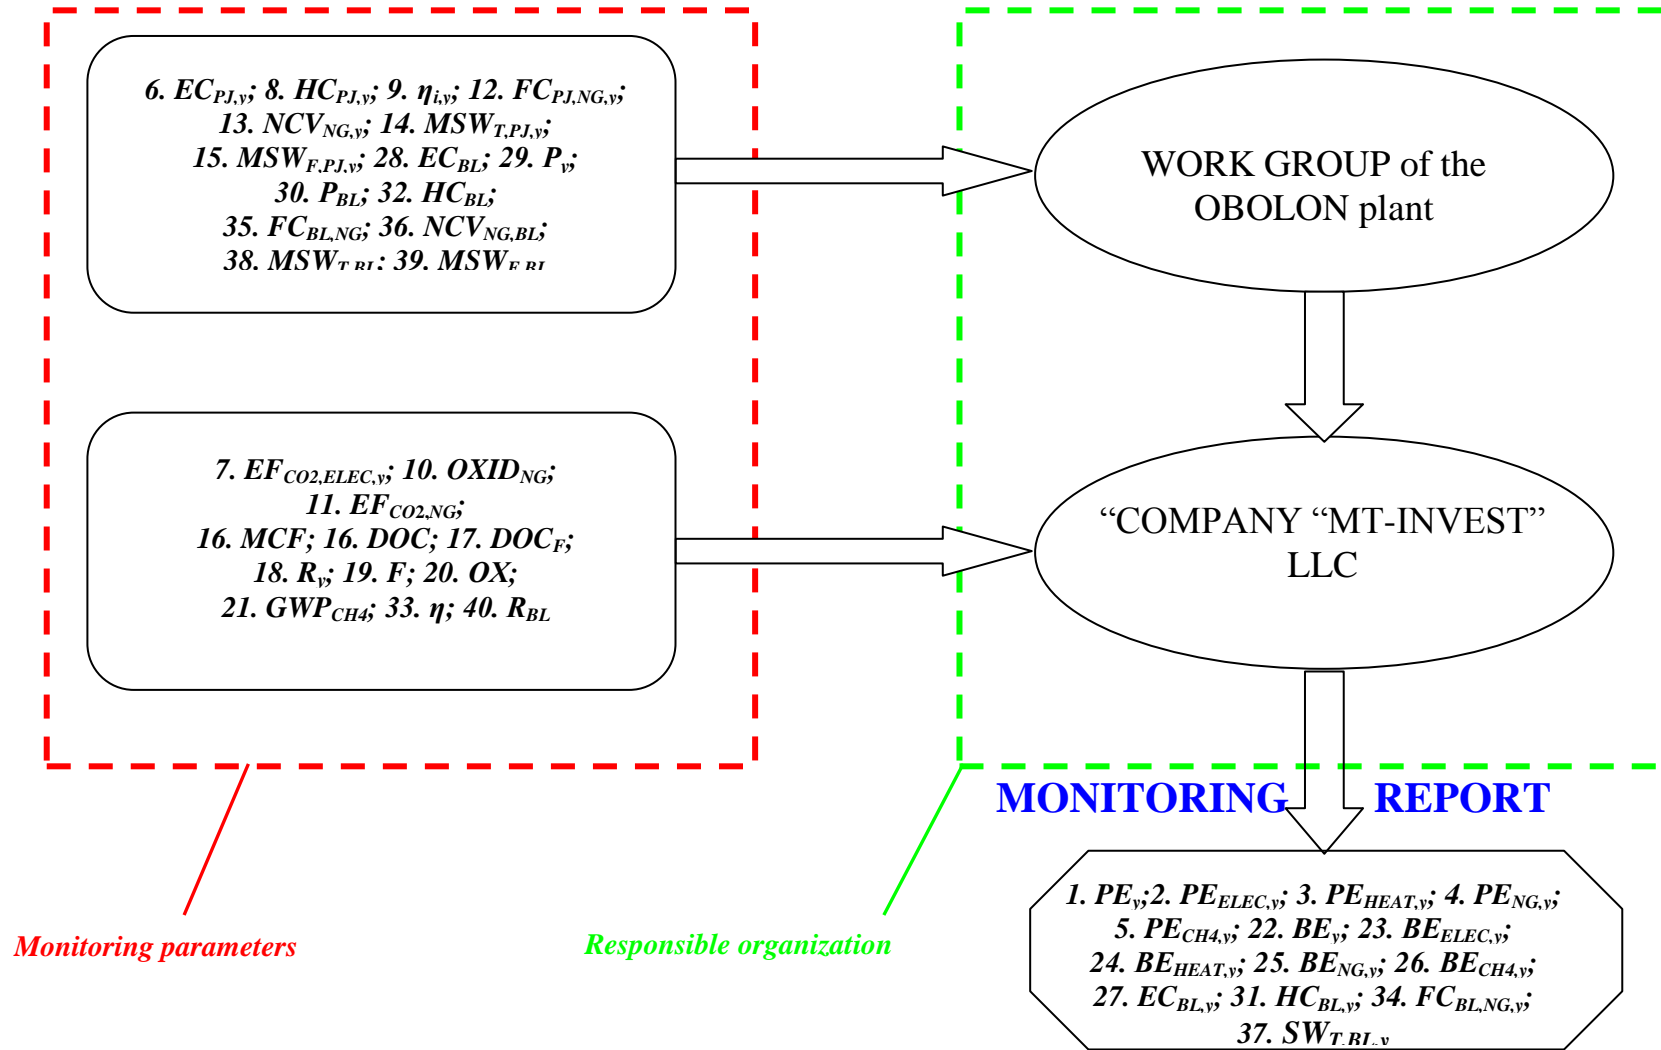 6. EC_PJ,y; 8. HC_PJ,y; 9. η_i,y; 12. FC_PJ,NG,y;
13. NCV_NG,y; 14. MSW_T,PJ,y;
15. MSW_F,PJ,y; 28. EC_BL; 29. P_y;
30. P_BL; 32. HC_BL;
35. FC_BL,NG; 36. NCV_NG,BL;
38. MSW_T,BL; 39. MSW_F,BL
WORK GROUP of the
OBOLON plant
7. EF_CO2,ELEC,y; 10. OXID_NG;
11. EF_CO2,NG;
16. MCF; 16. DOC; 17. DOC_F;
18. R_y; 19. F; 20. OX;
21. GWP_CH4; 33. η; 40. R_BL
“COMPANY “MT-INVEST”
LLC
MONITORING REPORT
Monitoring parameters
Responsible organization
1. PE_y;2. PE_ELEC,y; 3. PE_HEAT,y; 4. PE_NG,y;
5. PE_CH4,y; 22. BE_y; 23. BE_ELEC,y;
24. BE_HEAT,y; 25. BE_NG,y; 26. BE_CH4,y;
27. EC_BL,y; 31. HC_BL,y; 34. FC_BL,NG,y;
37. SW_T,BL,y